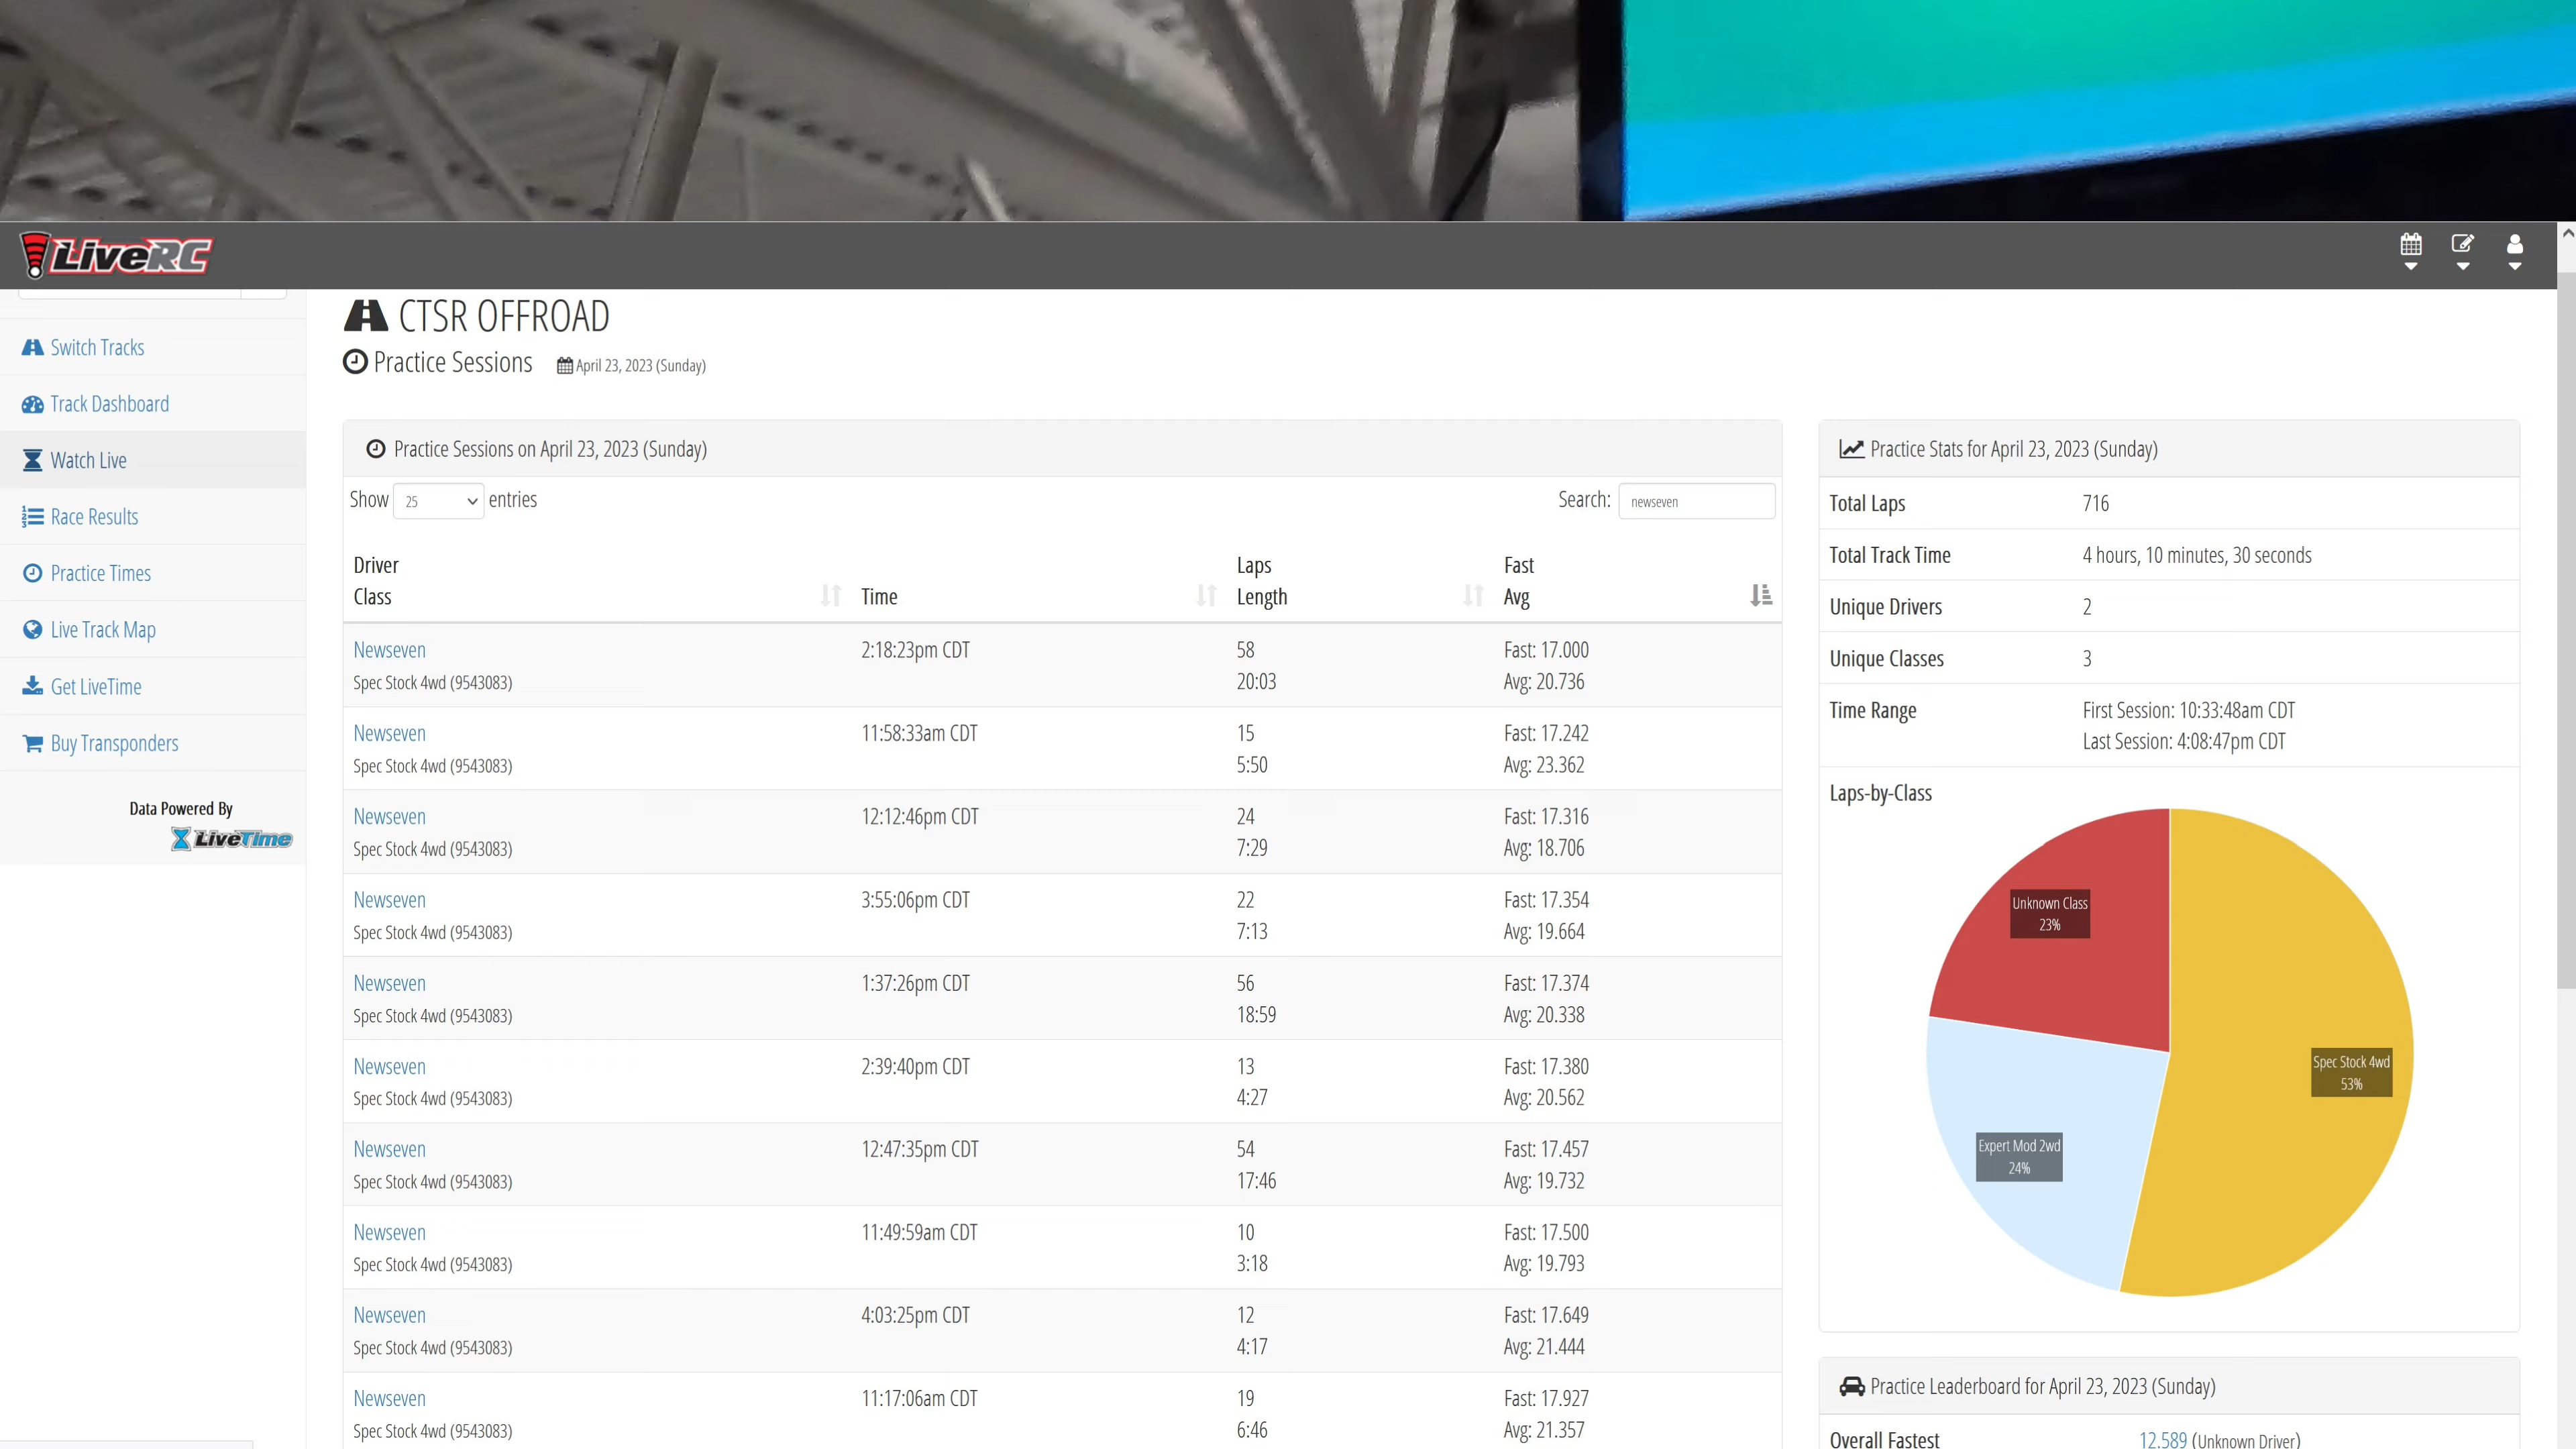 LiveRC
CTSR OFFROAD
Practice Sessions April 23, 2023 (Sunday)
Switch Tracks
Track Dashboard
Watch Live
Race Results
Practice Times
Live Track Map
Get LiveTime
Buy Transponders
Data Powered By
LiveTime
Practice Sessions on April 23, 2023 (Sunday)
Show 25 entries
Search: newseven
Driver
Class
Time
Laps
Length
Fast
Avg
Newseven 2:18:23pm CDT 58 Fast: 17.000
Spec Stock 4wd (9543083) 20:03 Avg: 20.736
Newseven 11:58:33am CDT 15 Fast: 17.242
Spec Stock 4wd (9543083) 5:50 Avg: 23.362
Newseven 12:12:46pm CDT 24 Fast: 17.316
Spec Stock 4wd (9543083) 7:29 Avg: 18.706
Newseven 3:55:06pm CDT 22 Fast: 17.354
Spec Stock 4wd (9543083) 7:13 Avg: 19.664
Newseven 1:37:26pm CDT 56 Fast: 17.374
Spec Stock 4wd (9543083) 18:59 Avg: 20.338
Newseven 2:39:40pm CDT 13 Fast: 17.380
Spec Stock 4wd (9543083) 4:27 Avg: 20.562
Newseven 12:47:35pm CDT 54 Fast: 17.457
Spec Stock 4wd (9543083) 17:46 Avg: 19.732
Newseven 11:49:59am CDT 10 Fast: 17.500
Spec Stock 4wd (9543083) 3:18 Avg: 19.793
Newseven 4:03:25pm CDT 12 Fast: 17.649
Spec Stock 4wd (9543083) 4:17 Avg: 21.444
Newseven 11:17:06am CDT 19 Fast: 17.927
Spec Stock 4wd (9543083) 6:46 Avg: 21.357
Practice Stats for April 23, 2023 (Sunday)
Total Laps 716
Total Track Time 4 hours, 10 minutes, 30 seconds
Unique Drivers 2
Unique Classes 3
Time Range First Session: 10:33:48am CDT
Last Session: 4:08:47pm CDT
Laps-by-Class
Unknown Class
23%
Spec Stock 4wd
53%
Expert Mod 2wd
24%
Practice Leaderboard for April 23, 2023 (Sunday)
Overall Fastest 12.589 (Unknown Driver)